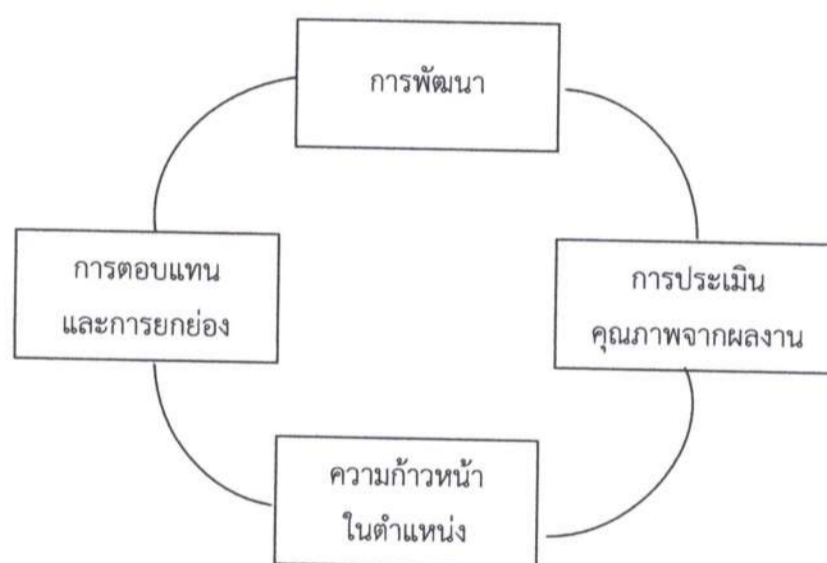 การพัฒนา
การตอบแทน
และการยกย่อง
การประเมิน
คุณภาพจากผลงาน
ความก้าวหน้า
ในตำแหน่ง